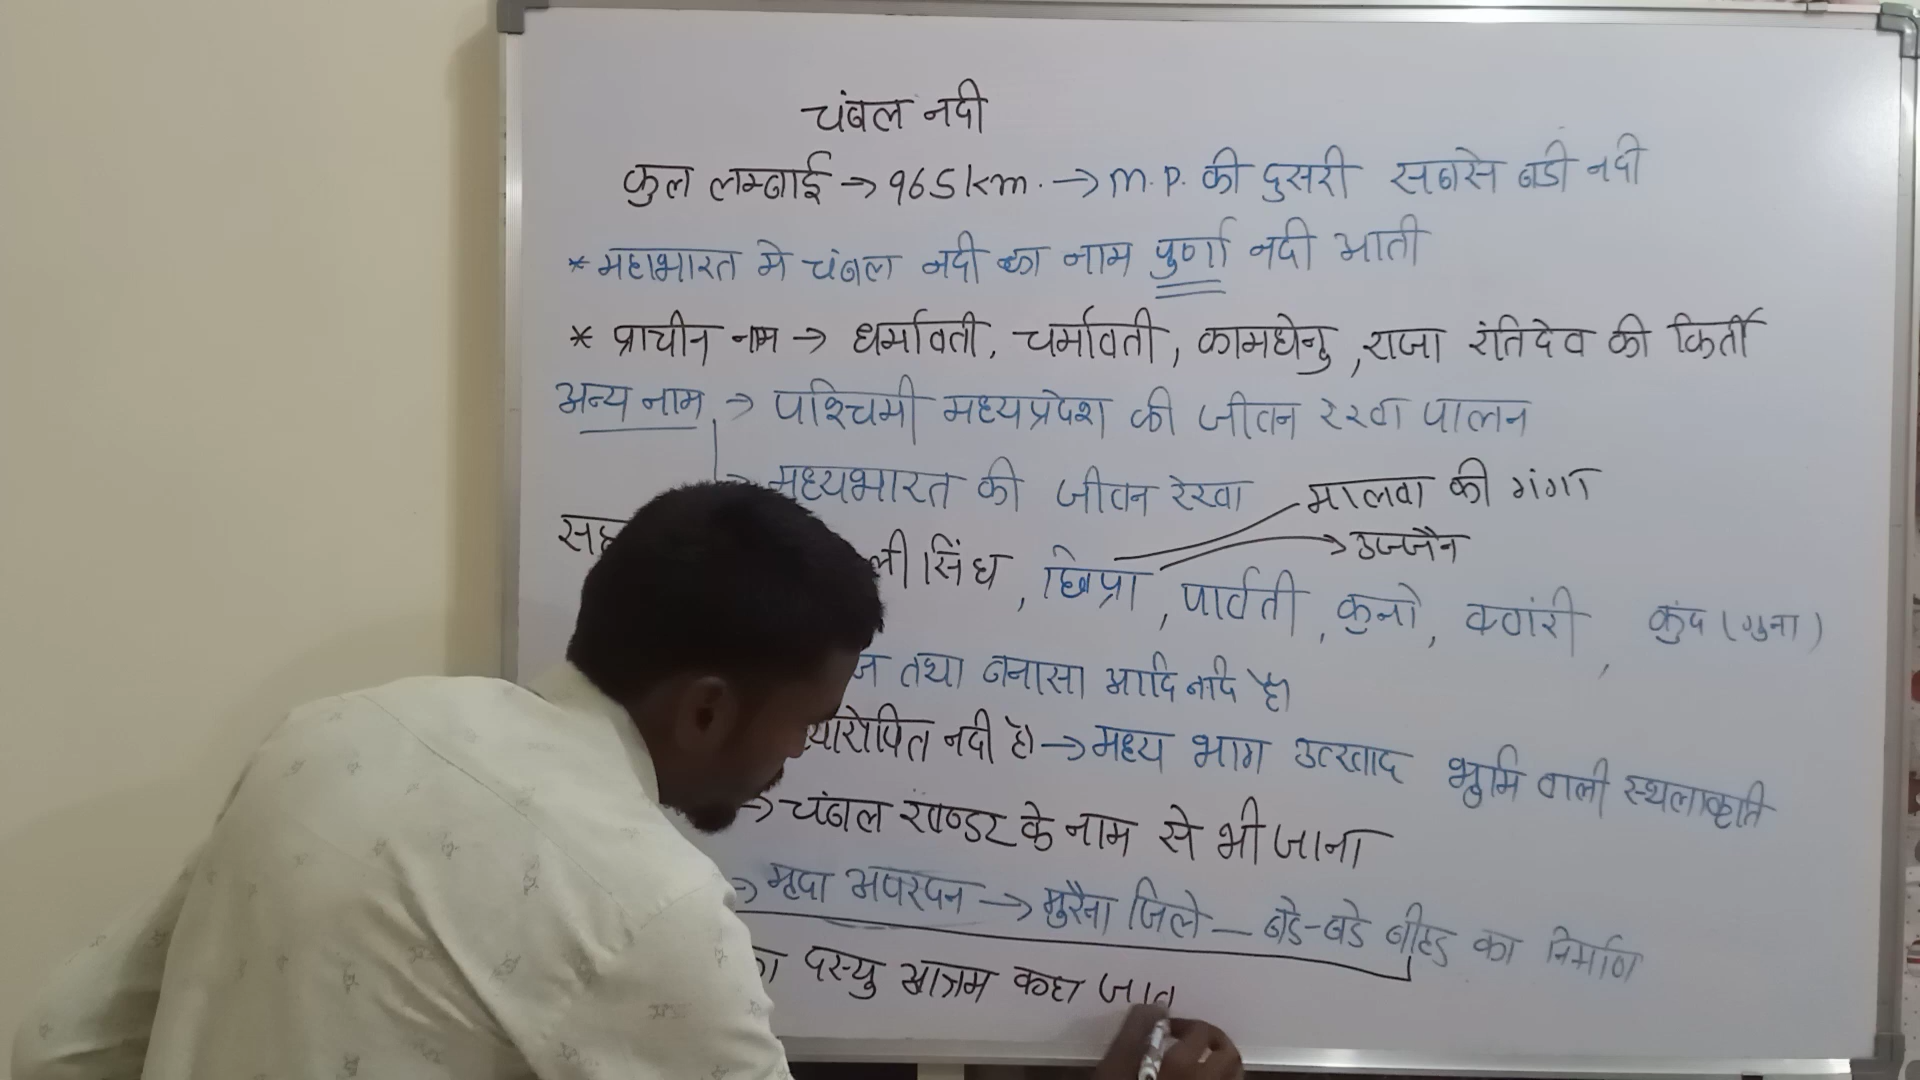 चंबल नदी
कुल लम्बाई → 965km. → m.p. की दुसरी सबसे बडी नदी
* महाभारत मे चंबल नदी का नाम पुर्णा नदी आती
* प्राचीन नाम → धर्मावती, चर्मावती, कामधेनु, राजा रंतिदेव की किर्ती
अन्य नाम → पश्चिमी मध्यप्रदेश की जीवन रेखा पालन
→ मध्यभारत की जीवन रेखा
मालवा की गंगा
→ उज्जैन
ली सिंध, छिप्रा, पार्वती, कुनो, क्वांरी, कुंद (गुना)
तथा बनासा आदि नदि है।
नदी है → मध्य भाग उत्खाद भूमि वाली स्थलाकृति
→ चंबल खण्डर के नाम से भी जाना
→ मृदा अपरदन → मुरैना जिले – बडे-बडे बीहड का निर्माण
दस्यु आश्रम कहा जात